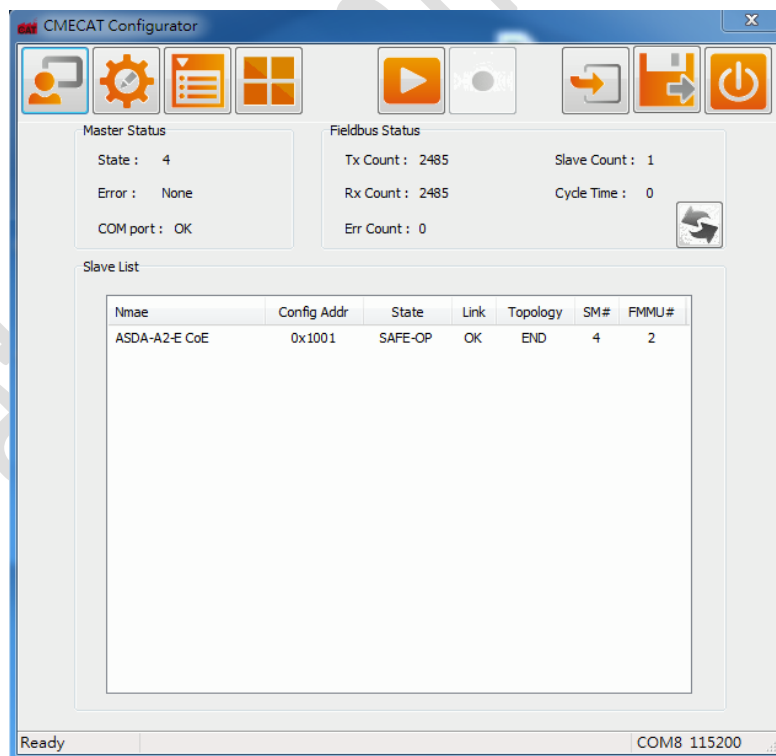 CAT CMECAT Configurator
Master Status
State : 4
Error : None
COM port : OK
Fieldbus Status
Tx Count : 2485 Slave Count : 1
Rx Count : 2485 Cycle Time : 0
Err Count : 0
Slave List
Nmae Config Addr State Link Topology SM# FMMU#
ASDA-A2-E CoE 0x1001 SAFE-OP OK END 4 2
Ready COM8 115200